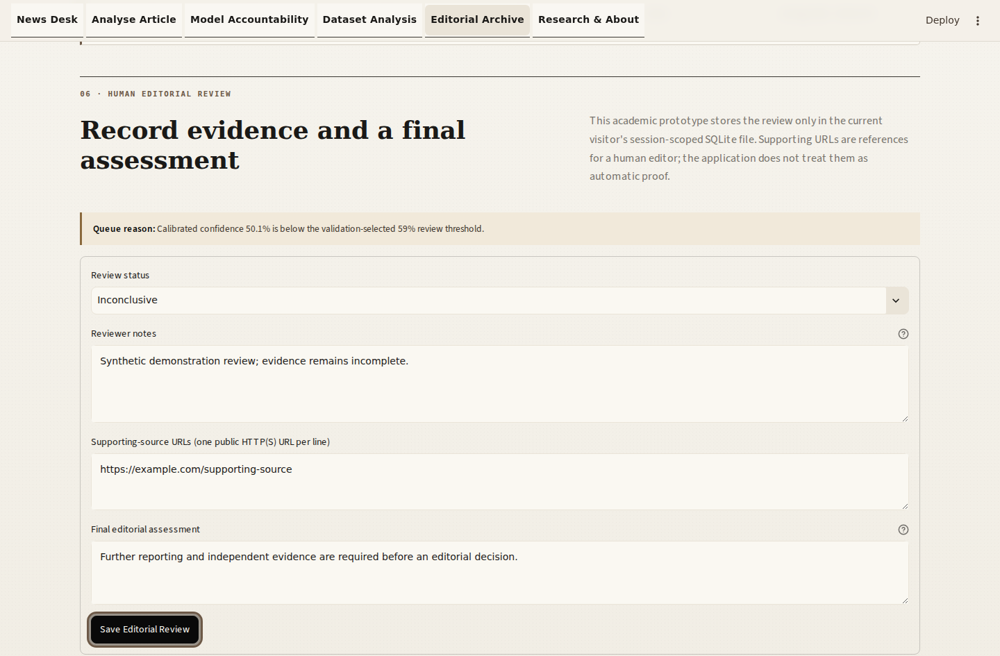 News Desk Analyse Article Model Accountability Dataset Analysis Editorial Archive Research & About Deploy
06 · HUMAN EDITORIAL REVIEW
Record evidence and a final
assessment
This academic prototype stores the review only in the current
visitor's session-scoped SQLite file. Supporting URLs are references
for a human editor; the application does not treat them as
automatic proof.
Queue reason: Calibrated confidence 50.1% is below the validation-selected 59% review threshold.
Review status
Inconclusive
Reviewer notes
Synthetic demonstration review; evidence remains incomplete.
Supporting-source URLs (one public HTTP(S) URL per line)
https://example.com/supporting-source
Final editorial assessment
Further reporting and independent evidence are required before an editorial decision.
Save Editorial Review